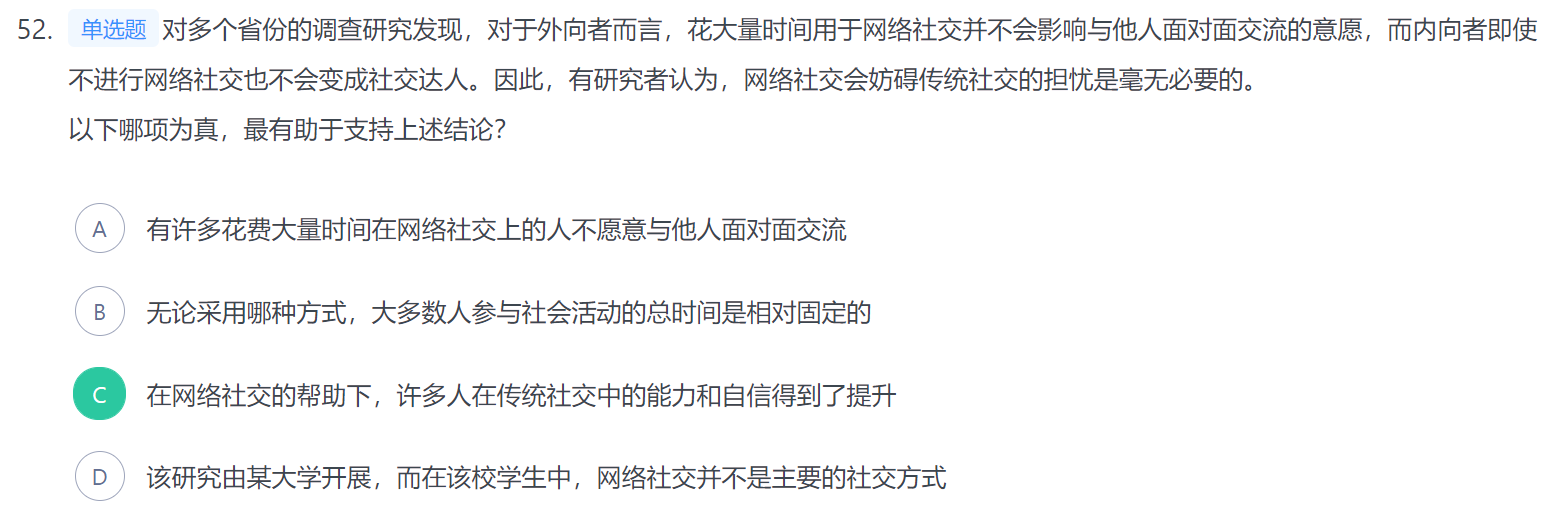 52. 单选题 对多个省份的调查研究发现，对于外向者而言，花大量时间用于网络社交并不会影响与他人面对面交流的意愿，而内向者即使
不进行网络社交也不会变成社交达人。因此，有研究者认为，网络社交会妨碍传统社交的担忧是毫无必要的。
以下哪项为真，最有助于支持上述结论？
A 有许多花费大量时间在网络社交上的人不愿意与他人面对面交流
B 无论采用哪种方式，大多数人参与社会活动的总时间是相对固定的
C 在网络社交的帮助下，许多人在传统社交中的能力和自信得到了提升
D 该研究由某大学开展，而在该校学生中，网络社交并不是主要的社交方式